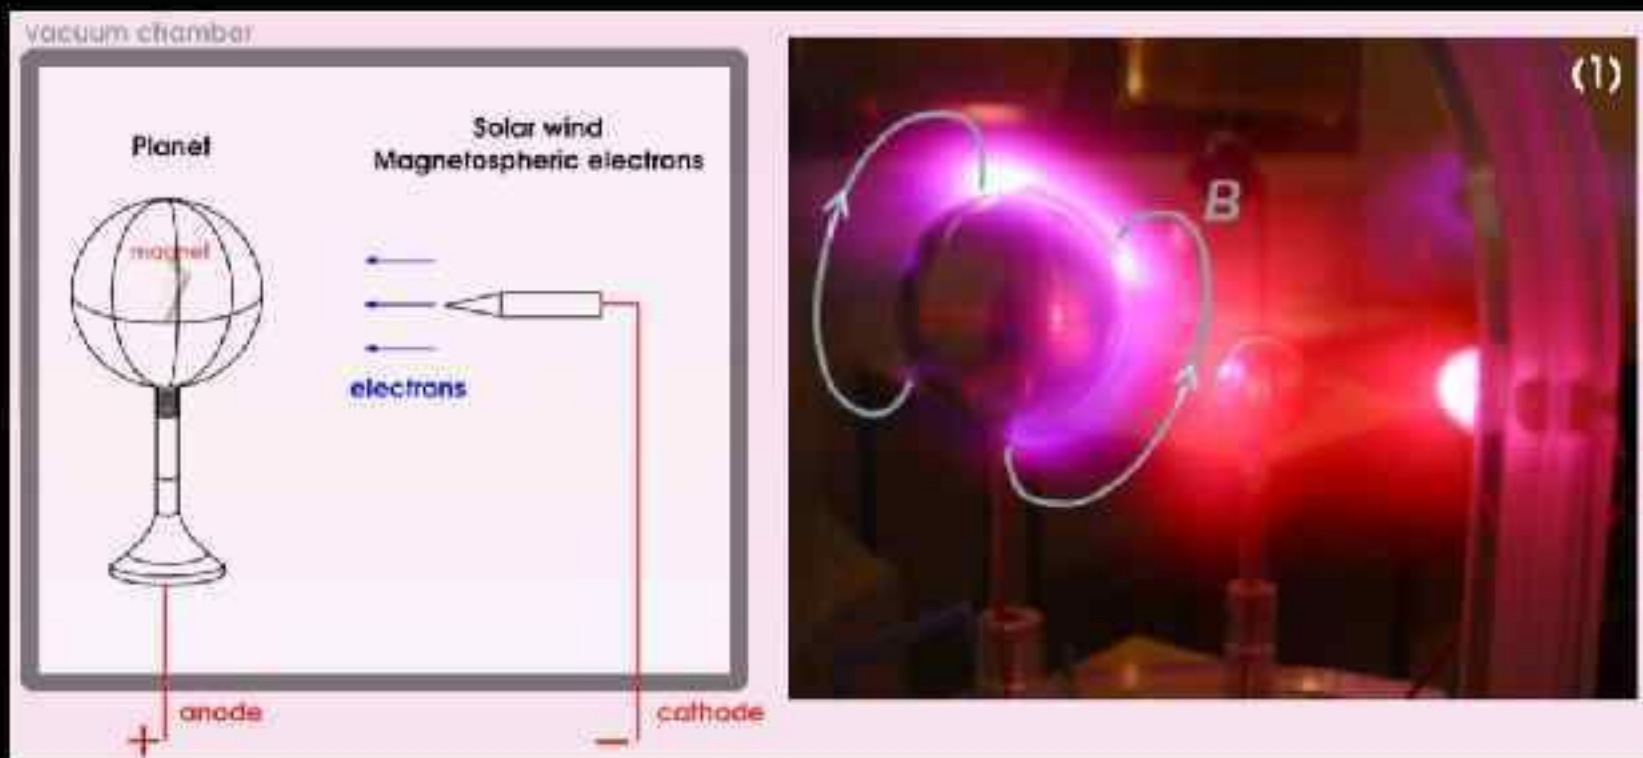 vacuum chamber
Planet
Solar wind
Magnetospheric electrons
magnet
electrons
anode
cathode
+
−
(1)
B